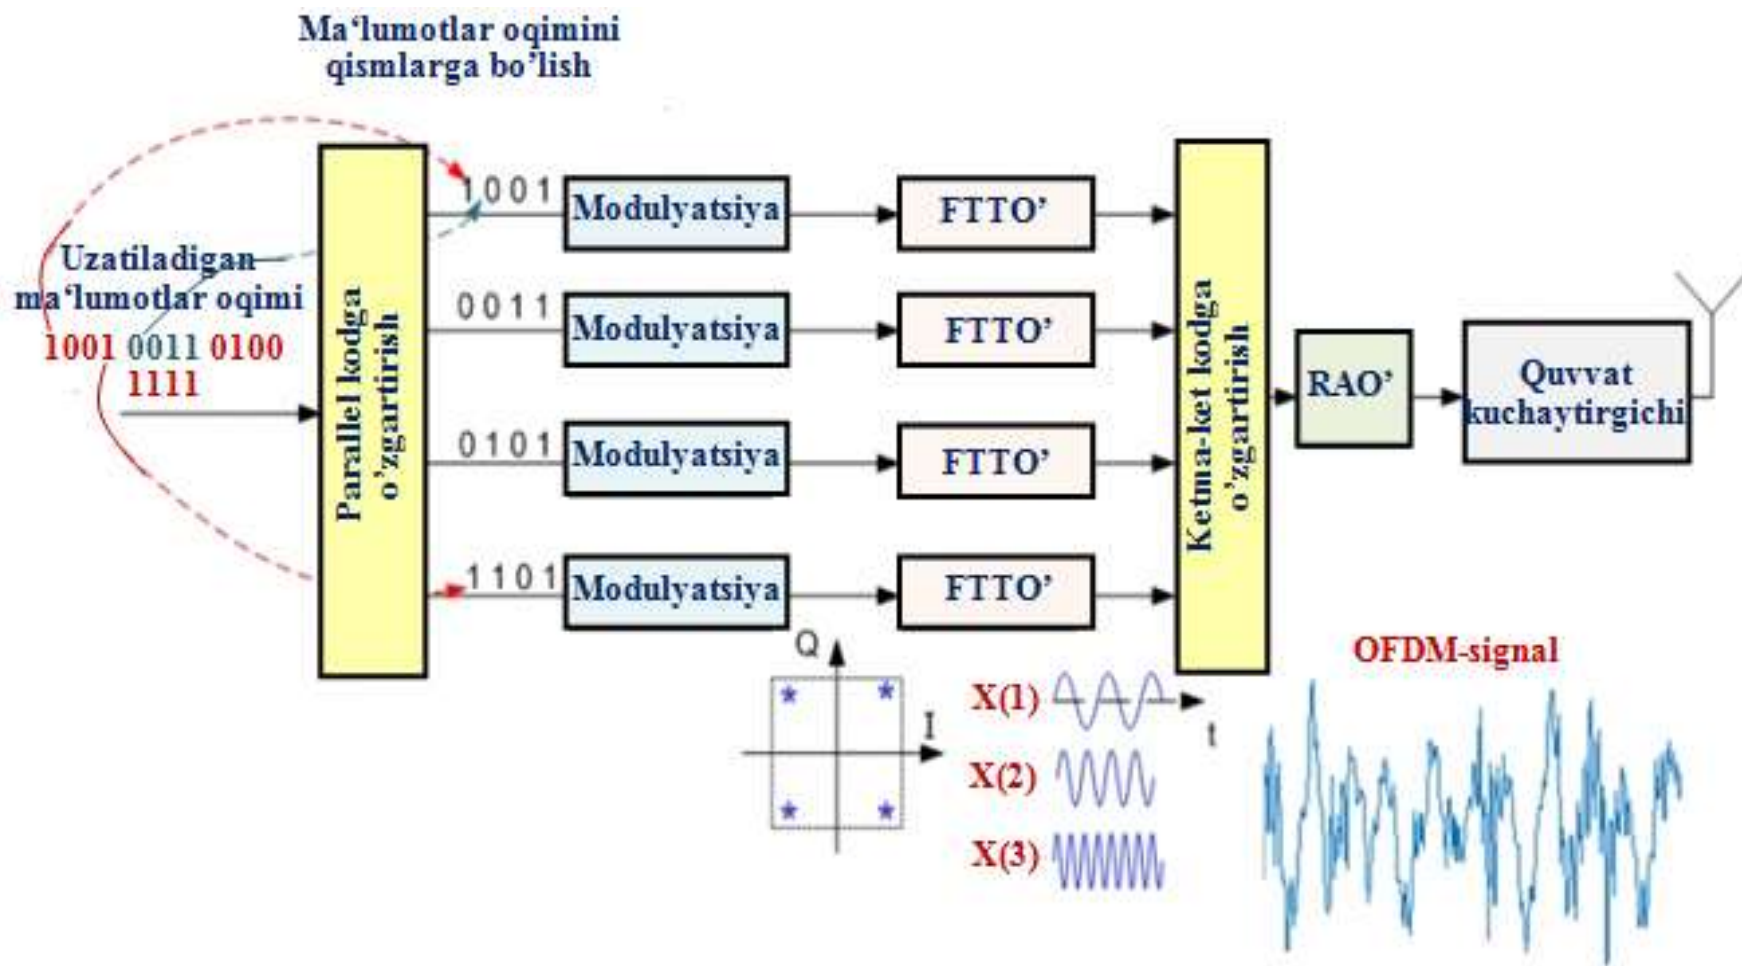 Ma‘lumotlar oqimini
qismlarga bo’lish
Uzatiladigan
ma‘lumotlar oqimi
1001 0011 0100
1111
Parallel kodga
o’zgartirish
1001
Modulyatsiya
FTTO’
0011
Modulyatsiya
FTTO’
0101
Modulyatsiya
FTTO’
1101
Modulyatsiya
FTTO’
Ketma-ket kodga
o’zgartirish
RAO’
Quvvat
kuchaytirgichi
Q
I
X(1)
t
X(2)
X(3)
OFDM-signal